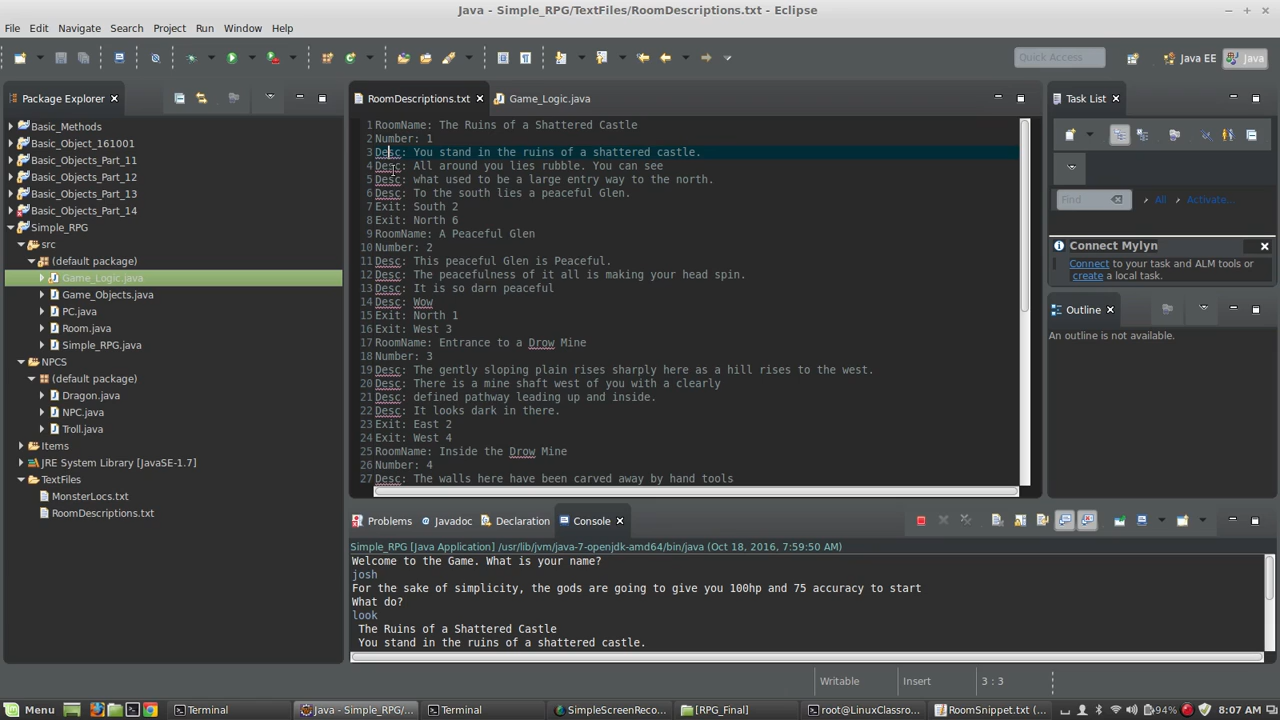 Java - Simple_RPG/TextFiles/RoomDescriptions.txt - Eclipse
File Edit Navigate Search Project Run Window Help
Quick Access Java EE Java
Package Explorer
Basic_Methods
Basic_Object_161001
Basic_Objects_Part_11
Basic_Objects_Part_12
Basic_Objects_Part_13
Basic_Objects_Part_14
Simple_RPG
src
(default package)
Game_Logic.java
Game_Objects.java
PC.java
Room.java
Simple_RPG.java
NPCS
(default package)
Dragon.java
NPC.java
Troll.java
Items
JRE System Library [JavaSE-1.7]
TextFiles
MonsterLocs.txt
RoomDescriptions.txt
RoomDescriptions.txt Game_Logic.java
1 RoomName: The Ruins of a Shattered Castle
2 Number: 1
3 Desc: You stand in the ruins of a shattered castle.
4 Desc: All around you lies rubble. You can see
5 Desc: what used to be a large entry way to the north.
6 Desc: To the south lies a peaceful Glen.
7 Exit: South 2
8 Exit: North 6
9 RoomName: A Peaceful Glen
10 Number: 2
11 Desc: This peaceful Glen is Peaceful.
12 Desc: The peacefulness of it all is making your head spin.
13 Desc: It is so darn peaceful
14 Desc: Wow
15 Exit: North 1
16 Exit: West 3
17 RoomName: Entrance to a Drow Mine
18 Number: 3
19 Desc: The gently sloping plain rises sharply here as a hill rises to the west.
20 Desc: There is a mine shaft west of you with a clearly
21 Desc: defined pathway leading up and inside.
22 Desc: It looks dark in there.
23 Exit: East 2
24 Exit: West 4
25 RoomName: Inside the Drow Mine
26 Number: 4
27 Desc: The walls here have been carved away by hand tools
Task List
Find All Activate...
Connect Mylyn
Connect to your task and ALM tools or
create a local task.
Outline
An outline is not available.
Problems Javadoc Declaration Console
Simple_RPG [Java Application] /usr/lib/jvm/java-7-openjdk-amd64/bin/java (Oct 18, 2016, 7:59:50 AM)
Welcome to the Game. What is your name?
josh
For the sake of simplicity, the gods are going to give you 100hp and 75 accuracy to start
What do?
look
The Ruins of a Shattered Castle
You stand in the ruins of a shattered castle.
Writable Insert 3 : 3
Menu Terminal Java - Simple_RPG/... Terminal SimpleScreenReco... [RPG_Final] root@LinuxClassro... RoomSnippet.txt (... 94% 8:07 AM